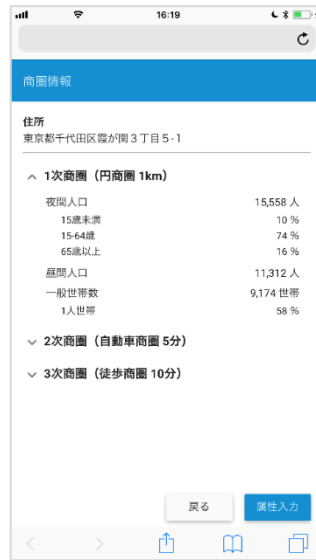 16:19
商圏情報
住所
東京都千代田区霞が関３丁目５-1
1次商圏（円商圏 1km）
夜間人口 15,558 人
15歳未満 10 %
15-64歳 74 %
65歳以上 16 %
昼間人口 11,312 人
一般世帯数 9,174 世帯
1人世帯 58 %
2次商圏（自動車商圏 5分）
3次商圏（徒歩商圏 10分）
戻る 属性入力